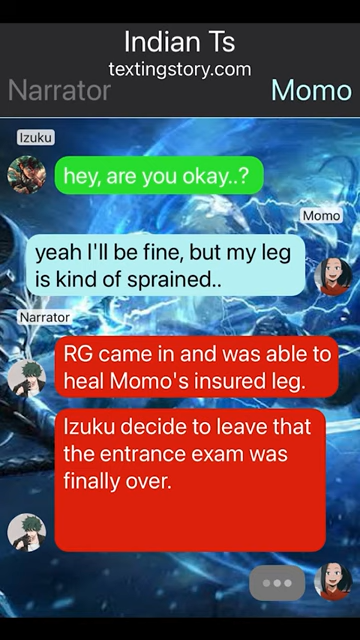 Indian Ts
textingstory.com
Narrator Momo
Izuku
hey, are you okay..?
Momo
yeah I'll be fine, but my leg
is kind of sprained..
Narrator
RG came in and was able to
heal Momo's insured leg.
Izuku decide to leave that
the entrance exam was
finally over.